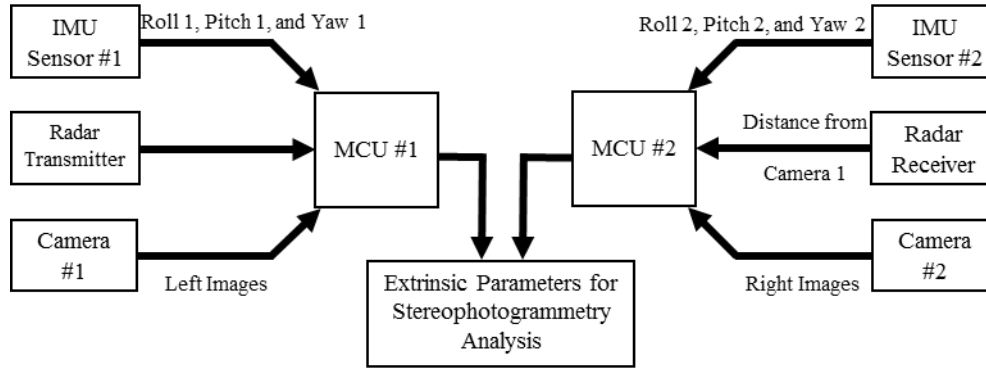 IMU
Sensor #1
Roll 1, Pitch 1, and Yaw 1
Radar
Transmitter
Camera
#1
Left Images
MCU #1
Roll 2, Pitch 2, and Yaw 2
IMU
Sensor #2
MCU #2
Distance from
Camera 1
Radar
Receiver
Camera
#2
Right Images
Extrinsic Parameters for
Stereophotogrammetry
Analysis